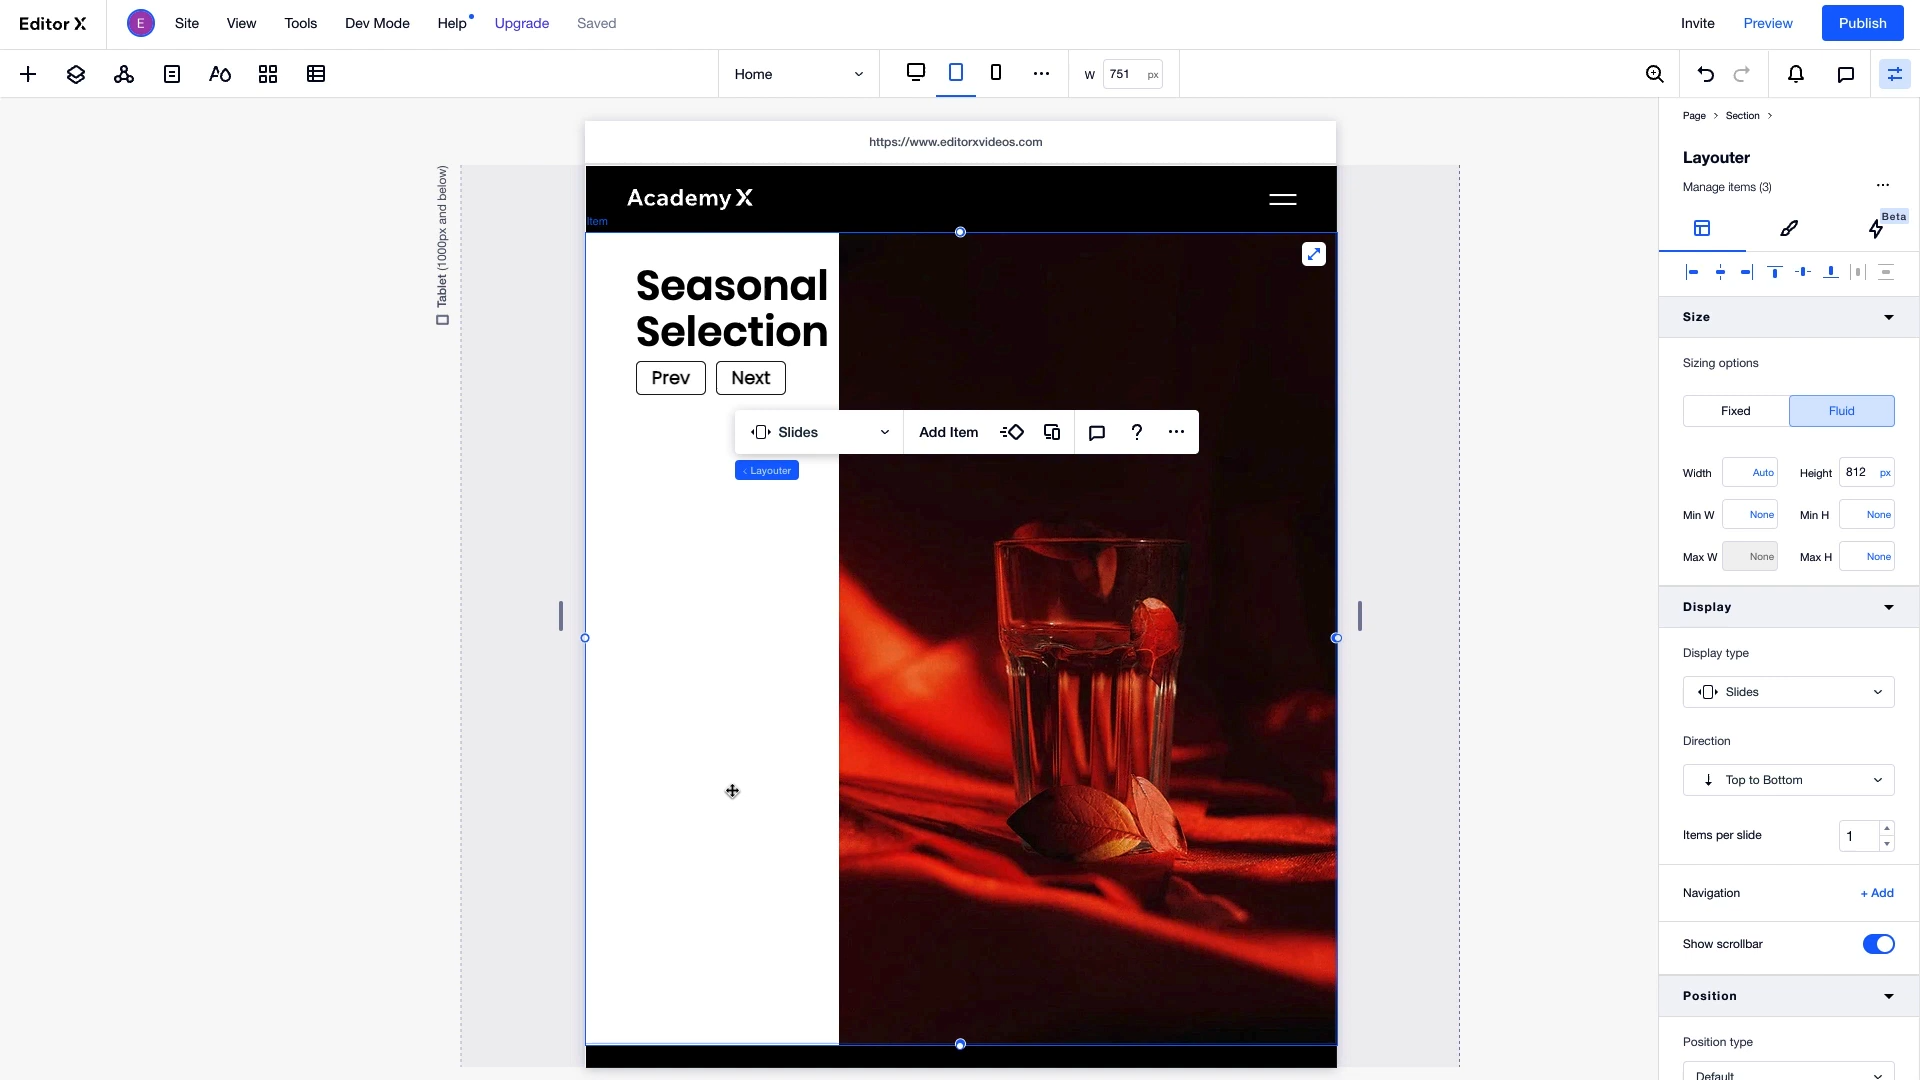 Editor X
E
Site
View
Tools
Dev Mode
Help
Upgrade
Saved
Invite
Preview
Publish
Home
W
751
px
Page
Section
https://www.editorxvideos.com
Tablet (1000px and below)
Academy X
Item
Layouter
Manage items (3)
Beta
Seasonal
Selection
Prev
Next
Slides
Add Item
?
‹ Layouter
Size
Sizing options
Fixed
Fluid
Width
Auto
Height
812
px
Min W
None
Min H
None
Max W
None
Max H
None
Display
Display type
Slides
Direction
Top to Bottom
Items per slide
1
Navigation
+ Add
Show scrollbar
Position
Position type
Default